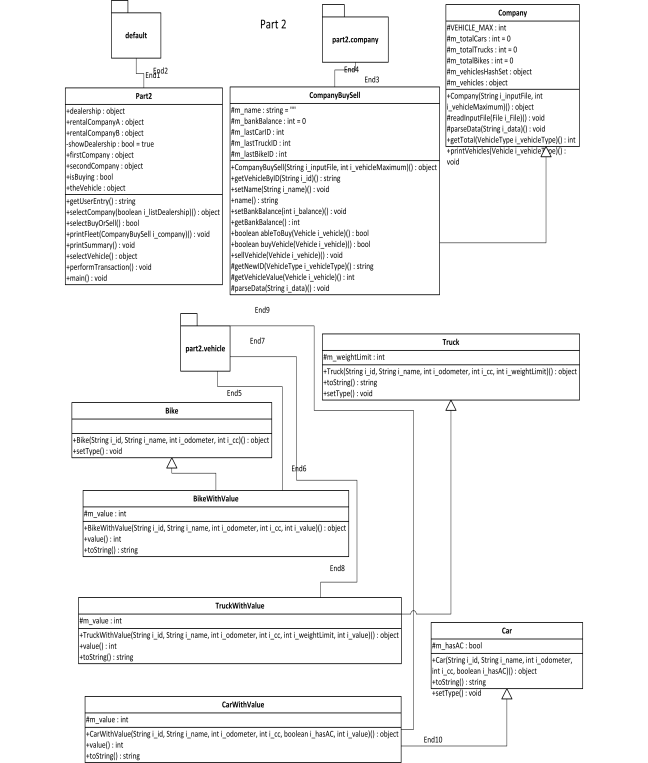 Part 2
default
End2
End1
part2.company
End4
End3
Company
#VEHICLE_MAX : int
#m_totalCars : int = 0
#m_totalTrucks : int = 0
#m_totalBikes : int = 0
#m_vehiclesHashSet : object
#m_vehicles : object
+Company(String i_inputFile, int
i_vehicleMaximum)() : object
#readInputFile(File i_File)() : void
#parseData(String i_data)() : void
+getTotal(VehicleType i_vehicleType)() : int
+printVehicles(Vehicle i_vehicleType)() :
void
Part2
+dealership : object
+rentalCompanyA : object
+rentalCompanyB : object
-showDealership : bool = true
+firstCompany : object
+secondCompany : object
+isBuying : bool
+theVehicle : object
+getUserEntry() : string
+selectCompany(boolean i_listDealership)() : object
+selectBuyOrSell() : bool
+printFleet(CompanyBuySell i_company)() : void
+printSummary() : void
+selectVehicle() : object
+performTransaction() : void
+main() : void
CompanyBuySell
#m_name : string = ""
#m_bankBalance : int = 0
#m_lastCarID : int
#m_lastTruckID : int
#m_lastBikeID : int
+CompanyBuySell(String i_inputFile, int i_vehicleMaximum)() : object
+getVehicleByID(String i_id)() : string
+setName(String i_name)() : void
+name() : string
+setBankBalance(int i_balance)() : void
+getBankBalance() : int
+boolean ableToBuy(Vehicle i_vehicle)() : bool
+boolean buyVehicle(Vehicle i_vehicle)() : bool
+sellVehicle(Vehicle i_vehicle)() : void
#getNewID(VehicleType i_vehicleType)() : string
#getVehicleValue(Vehicle i_vehicle)() : int
#parseData(String i_data)() : void
End9
part2.vehicle
End7
End5
Truck
#m_weightLimit : int
+Truck(String i_id, String i_name, int i_odometer, int i_cc, int i_weightLimit)() : object
+toString() : string
+setType() : void
Bike
+Bike(String i_id, String i_name, int i_odometer, int i_cc)() : object
+setType() : void
End6
BikeWithValue
#m_value : int
+BikeWithValue(String i_id, String i_name, int i_odometer, int i_cc, int i_value)() : object
+value() : int
+toString() : string
End8
TruckWithValue
#m_value : int
+TruckWithValue(String i_id, String i_name, int i_odometer, int i_cc, int i_weightLimit, int i_value)() : object
+value() : int
+toString() : string
Car
#m_hasAC : bool
+Car(String i_id, String i_name, int i_odometer,
int i_cc, boolean i_hasAC)() : object
+toString() : string
+setType() : void
CarWithValue
#m_value : int
+CarWithValue(String i_id, String i_name, int i_odometer, int i_cc, boolean i_hasAC, int i_value)() : object
+value() : int
+toString() : string
End10